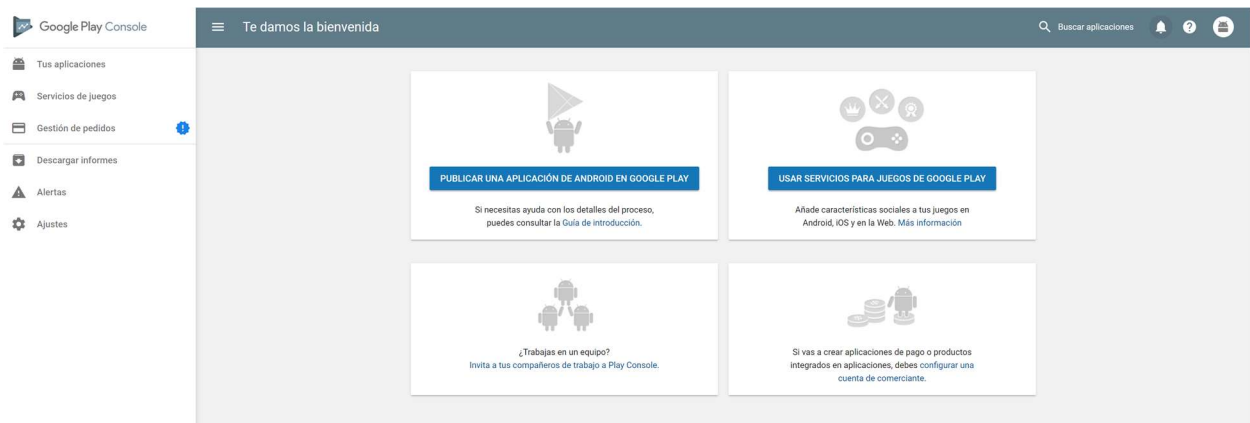 Google Play Console
Te damos la bienvenida
Buscar aplicaciones
Tus aplicaciones
Servicios de juegos
Gestión de pedidos
Descargar informes
Alertas
Ajustes
PUBLICAR UNA APLICACIÓN DE ANDROID EN GOOGLE PLAY
Si necesitas ayuda con los detalles del proceso,
puedes consultar la Guía de introducción.
USAR SERVICIOS PARA JUEGOS DE GOOGLE PLAY
Añade características sociales a tus juegos en
Android, iOS y en la Web. Más información
¿Trabajas en un equipo?
Invita a tus compañeros de trabajo a Play Console.
Si vas a crear aplicaciones de pago o productos
integrados en aplicaciones, debes configurar una
cuenta de comerciante.